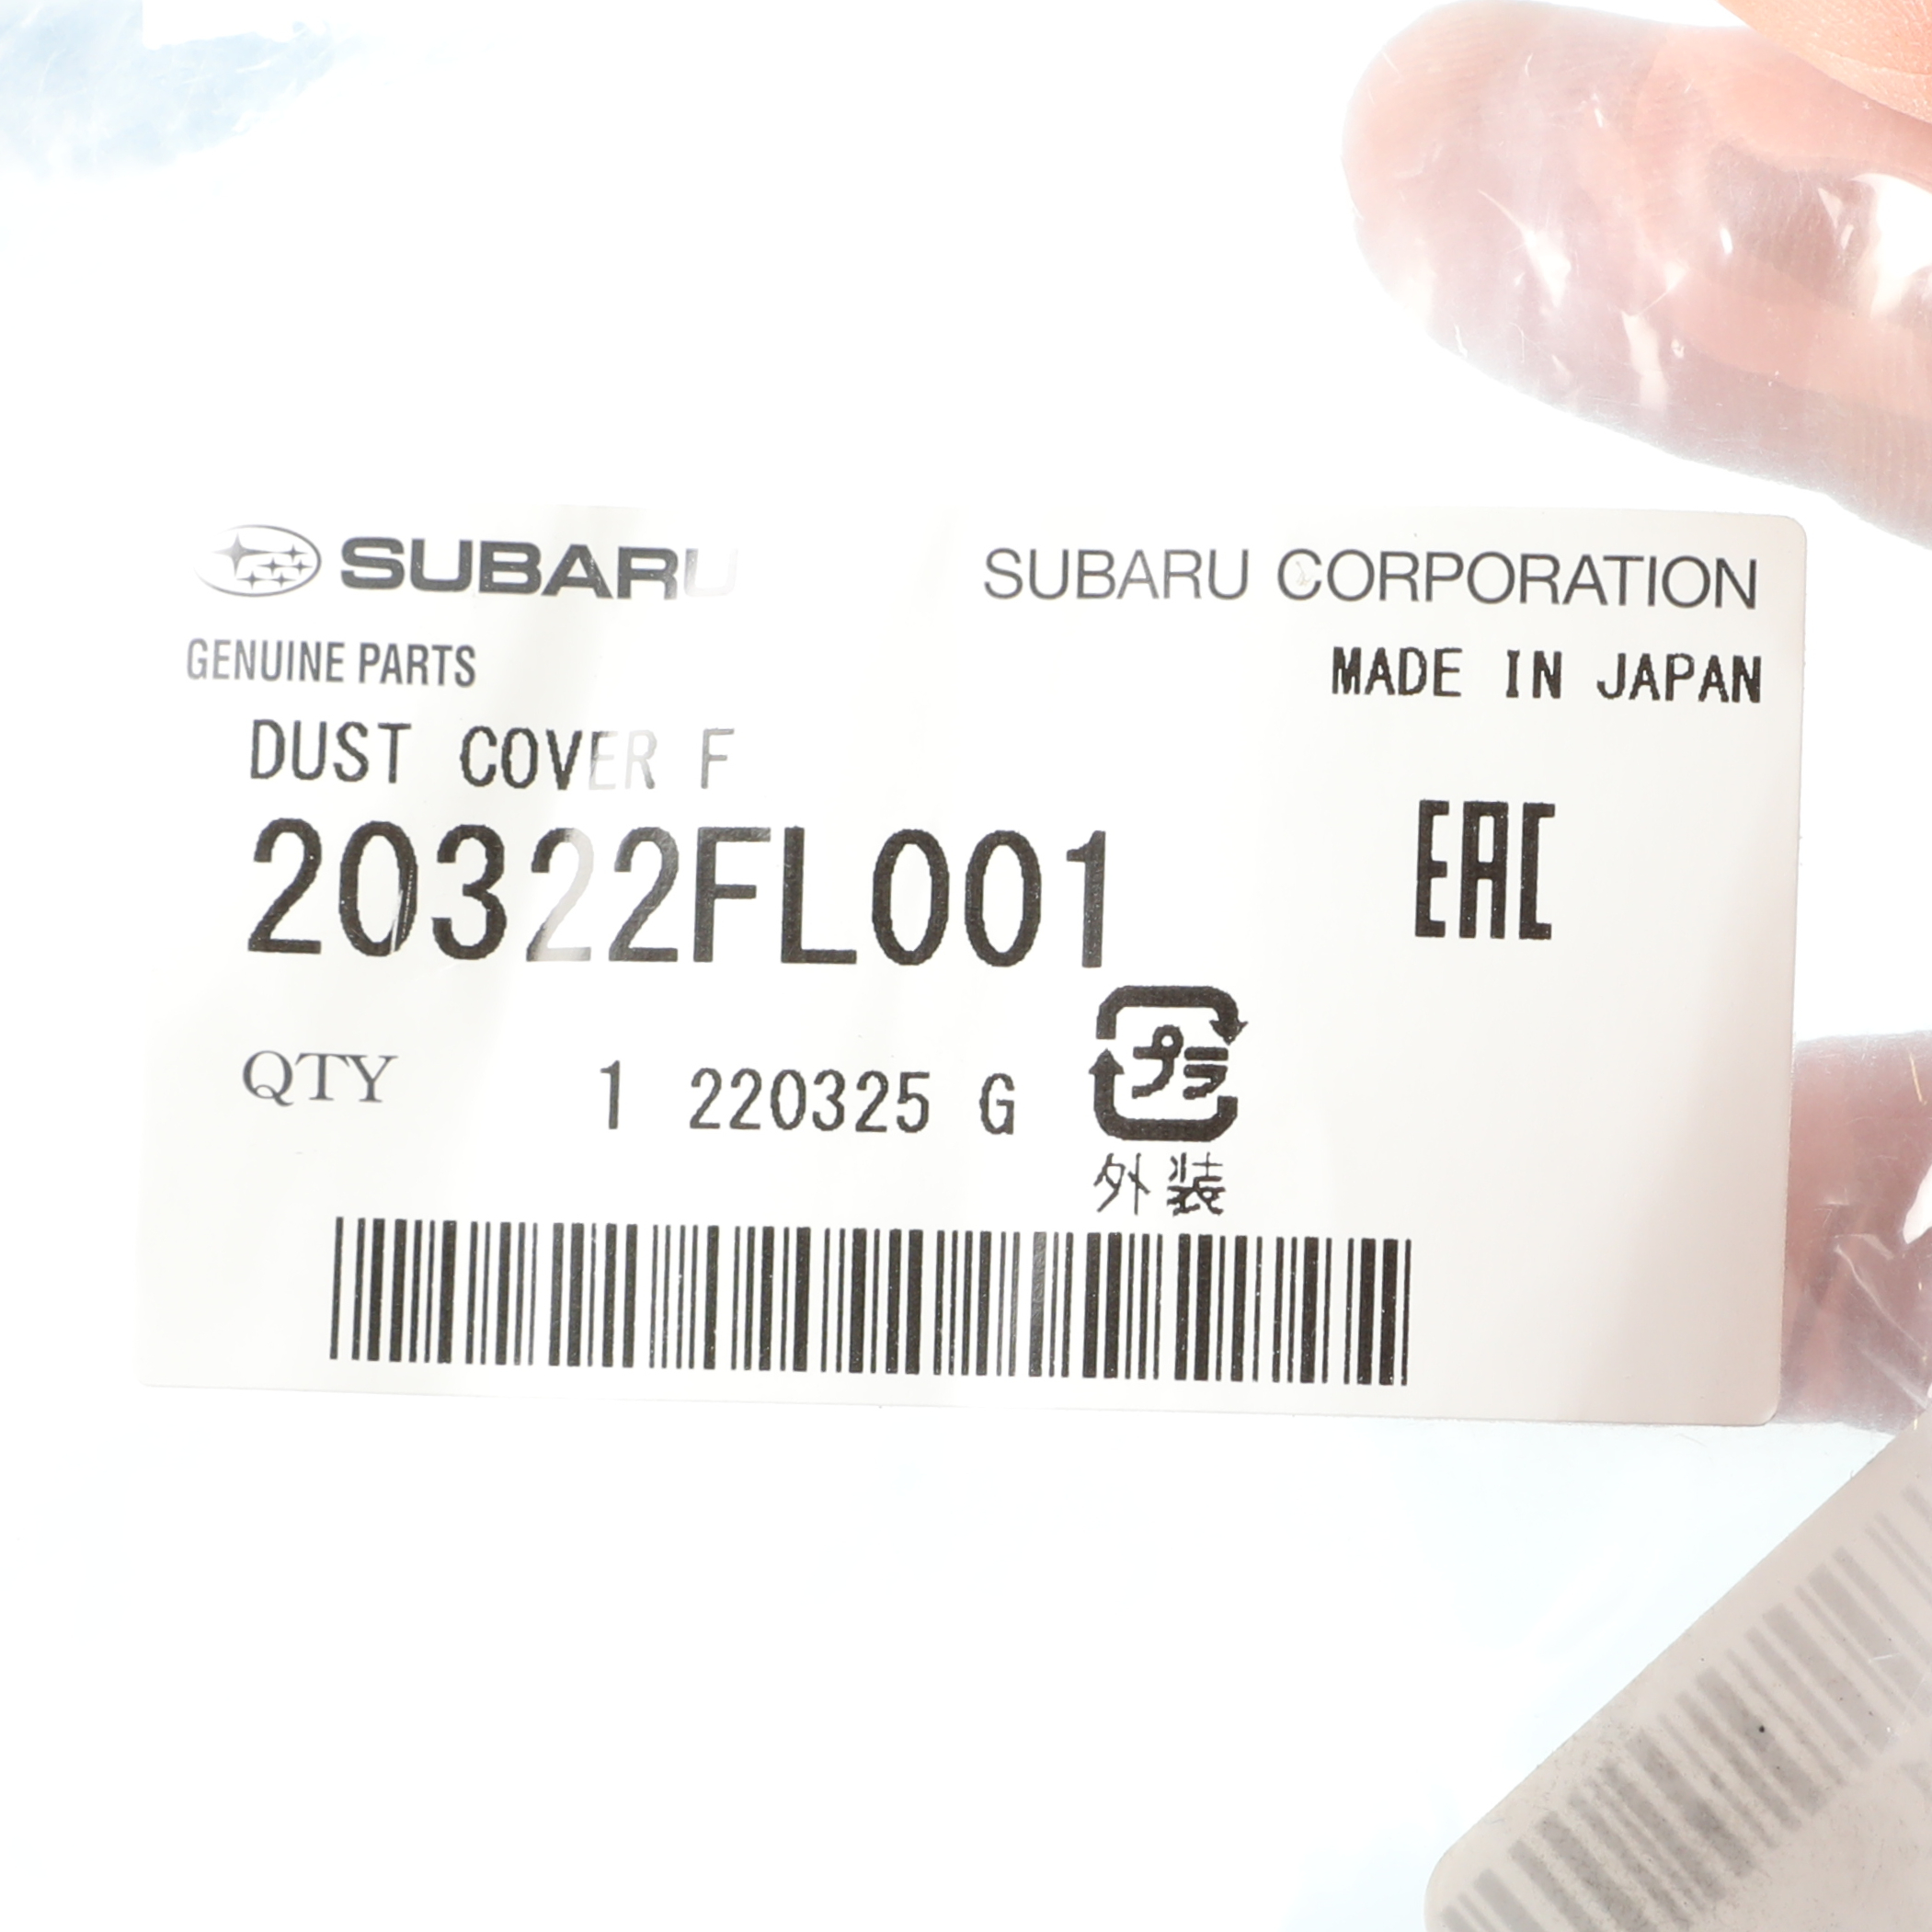 SUBARU SUBARU CORPORATION
GENUINE PARTS MADE IN JAPAN
DUST COVER F
20322FL001 EAC
QTY 1 220325 G プラ
外装